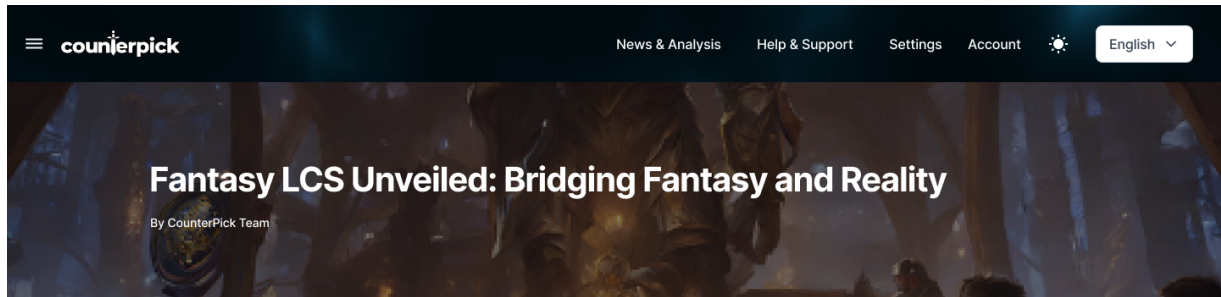 counterpick
News & Analysis Help & Support Settings Account English
Fantasy LCS Unveiled: Bridging Fantasy and Reality
By CounterPick Team